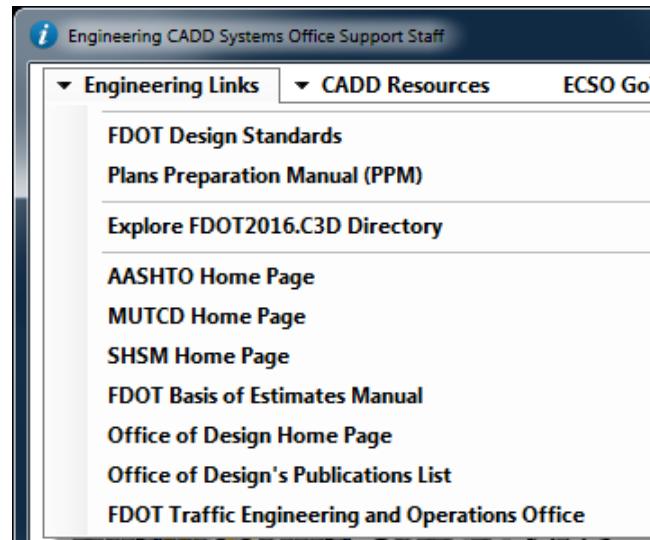 Engineering CADD Systems Office Support Staff
Engineering Links CADD Resources ECSO
FDOT Design Standards
Plans Preparation Manual (PPM)
Explore FDOT2016.C3D Directory
AASHTO Home Page
MUTCD Home Page
SHSM Home Page
FDOT Basis of Estimates Manual
Office of Design Home Page
Office of Design's Publications List
FDOT Traffic Engineering and Operations Office